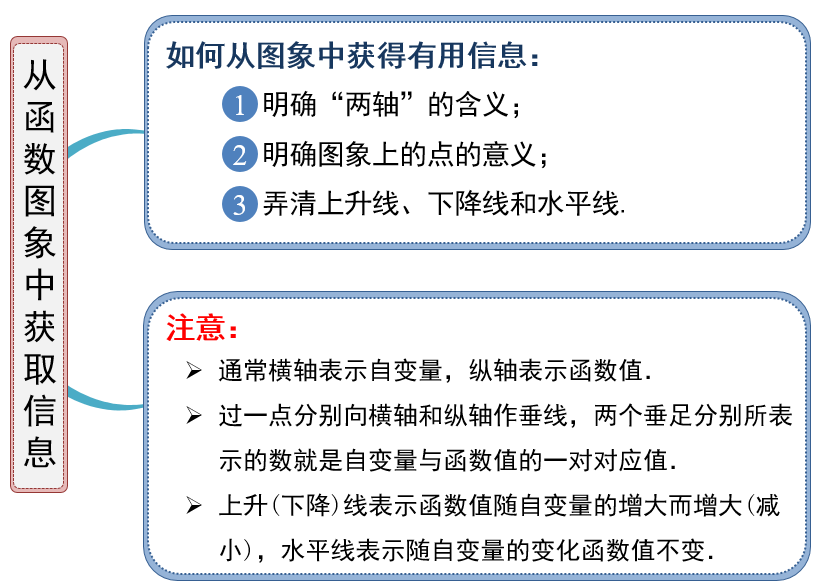 从函数图象中获取信息
如何从图象中获得有用信息：
1 明确“两轴”的含义；
2 明确图象上的点的意义；
3 弄清上升线、下降线和水平线.
注意：
➢ 通常横轴表示自变量，纵轴表示函数值．
➢ 过一点分别向横轴和纵轴作垂线，两个垂足分别所表
示的数就是自变量与函数值的一对对应值．
➢ 上升(下降)线表示函数值随自变量的增大而增大(减
小)，水平线表示随自变量的变化函数值不变．